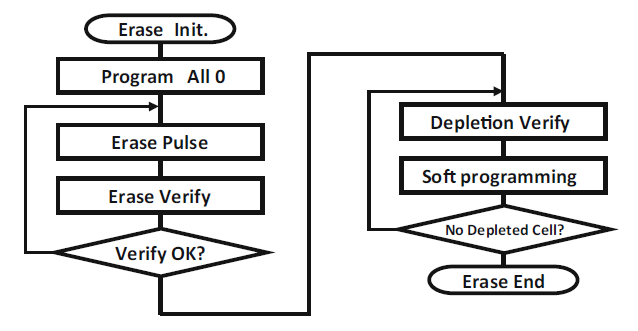 Erase Init.
Program All 0
Erase Pulse
Erase Verify
Verify OK?
Depletion Verify
Soft programming
No Depleted Cell?
Erase End